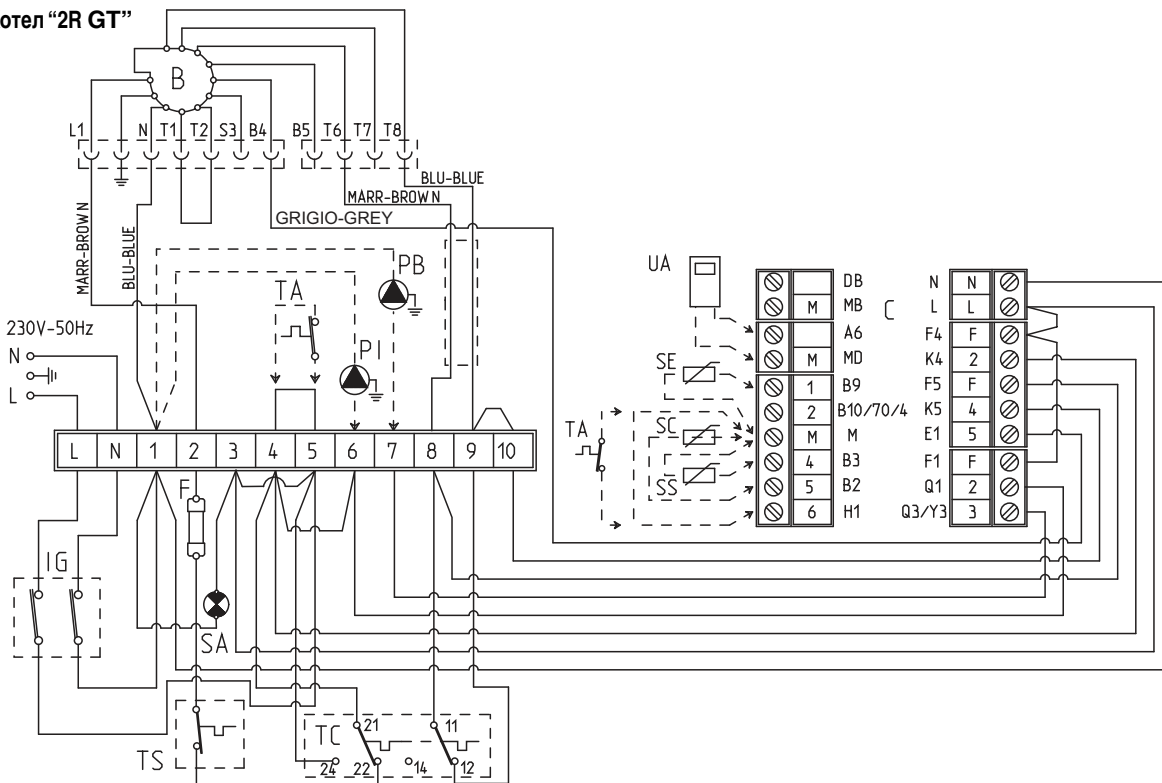 отел “2R GT”
B
L1 N T1 T2 S3 B4 B5 T6 T7 T8
BLU-BLUE
MARR-BROWN
GRIGIO-GREY
MARR-BROWN
BLU-BLUE
TA
PB
PI
230V-50Hz
N
L
L N 1 2 3 4 5 6 7 8 9 10
F
IG
SA
TS
TC
21
11
24
22
14
12
UA
SE
SC
SS
TA
DB
M MB
A6
M MD
1 B9
2 B10/70/4
M M
4 B3
5 B2
6 H1
C
N N
L L
F4 F
K4 2
F5 F
K5 4
E1 5
F1 F
Q1 2
Q3/Y3 3